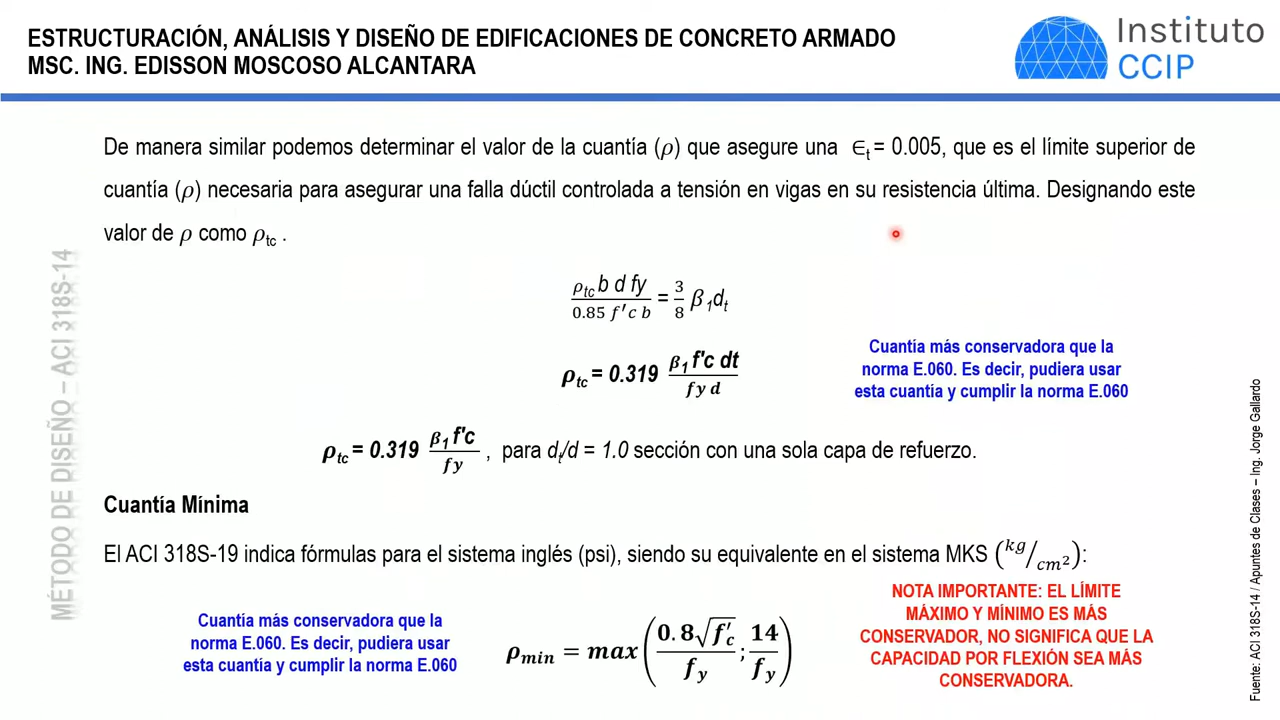 ESTRUCTURACIÓN, ANÁLISIS Y DISEÑO DE EDIFICACIONES DE CONCRETO ARMADO
MSC. ING. EDISSON MOSCOSO ALCANTARA
Instituto
CCIP
De manera similar podemos determinar el valor de la cuantía (ρ) que asegure una ∈t = 0.005, que es el límite superior de
cuantía (ρ) necesaria para asegurar una falla dúctil controlada a tensión en vigas en su resistencia última. Designando este
valor de ρ como ρtc .
ρtc b d fy / 0.85 f′c b = 3/8 β1dt
ρtc = 0.319 β1 f'c dt / fy d
Cuantía más conservadora que la
norma E.060. Es decir, pudiera usar
esta cuantía y cumplir la norma E.060
ρtc = 0.319 β1 f'c / fy , para dt/d = 1.0 sección con una sola capa de refuerzo.
Cuantía Mínima
El ACI 318S-19 indica fórmulas para el sistema inglés (psi), siendo su equivalente en el sistema MKS (kg/cm²):
Cuantía más conservadora que la
norma E.060. Es decir, pudiera usar
esta cuantía y cumplir la norma E.060
ρmin = max(0.8√f′c / fy ; 14 / fy)
NOTA IMPORTANTE: EL LÍMITE
MÁXIMO Y MÍNIMO ES MÁS
CONSERVADOR, NO SIGNIFICA QUE LA
CAPACIDAD POR FLEXIÓN SEA MÁS
CONSERVADORA.
MÉTODO DE DISEÑO – ACI 318S-14
Fuente: ACI 318S-14 / Apuntes de Clases – Ing. Jorge Gallardo